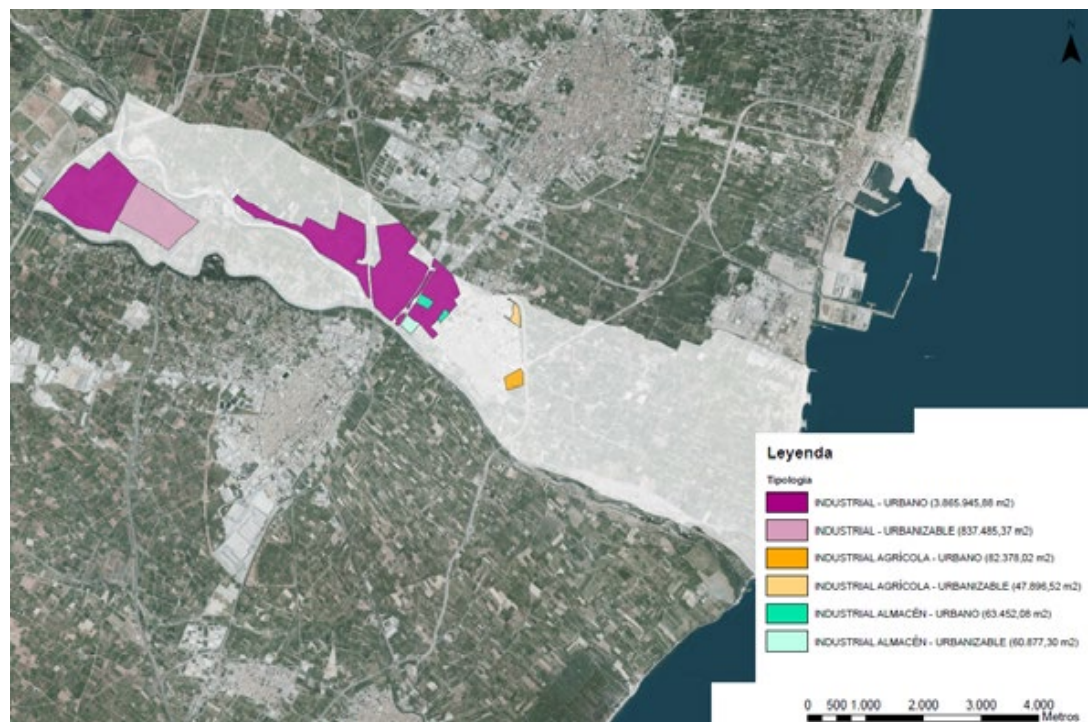 N
Leyenda
Tipología
INDUSTRIAL - URBANO (3.865.945,88 m2)
INDUSTRIAL - URBANIZABLE (837.485,37 m2)
INDUSTRIAL AGRÍCOLA - URBANO (82.378,02 m2)
INDUSTRIAL AGRÍCOLA - URBANIZABLE (47.896,52 m2)
INDUSTRIAL ALMACÉN - URBANO (63.452,08 m2)
INDUSTRIAL ALMACÉN - URBANIZABLE (60.877,30 m2)
0 500 1.000 2.000 3.000 4.000
Metros